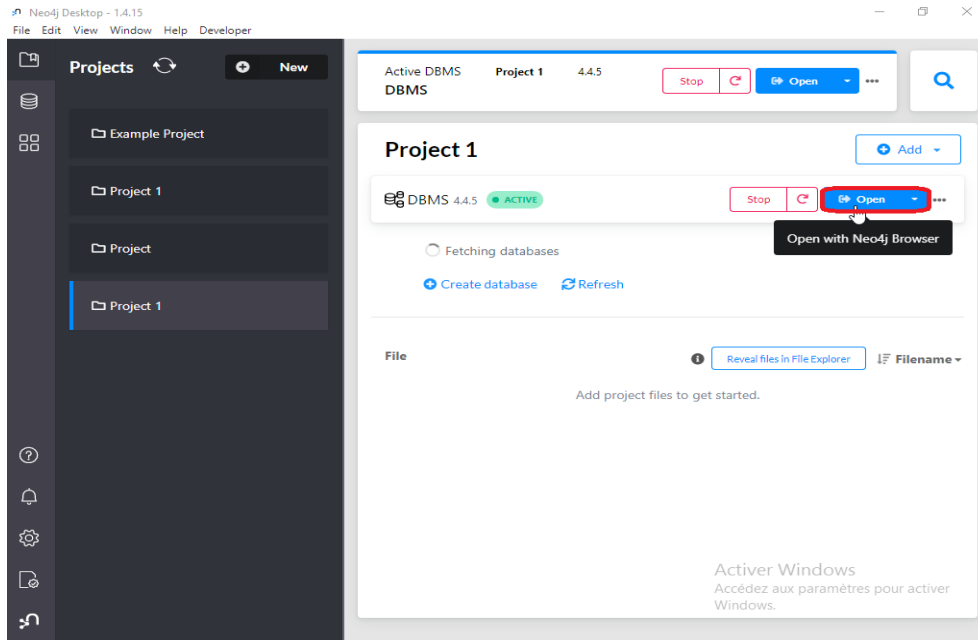 Neo4j Desktop - 1.4.15
File Edit View Window Help Developer
Projects
New
Example Project
Project 1
Project
Project 1
Active DBMS Project 1 4.4.5
DBMS
Stop
Open
Project 1
Add
DBMS 4.4.5 ACTIVE
Stop
Open
Open with Neo4j Browser
Fetching databases
Create database Refresh
File
Reveal files in File Explorer
Filename
Add project files to get started.
Activer Windows
Accédez aux paramètres pour activer
Windows.